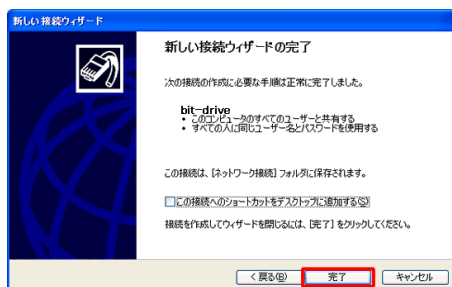 新しい接続ウィザード
新しい接続ウィザードの完了
次の接続の作成に必要な手順は正常に完了しました。
bit-drive
• このコンピュータのすべてのユーザーと共有する
• すべての人に同じユーザー名とパスワードを使用する
この接続は、[ネットワーク接続] フォルダに保存されます。
この接続へのショートカットをデスクトップに追加する(S)
接続を作成してウィザードを閉じるには、[完了] をクリックしてください。
< 戻る(B)
完了
キャンセル